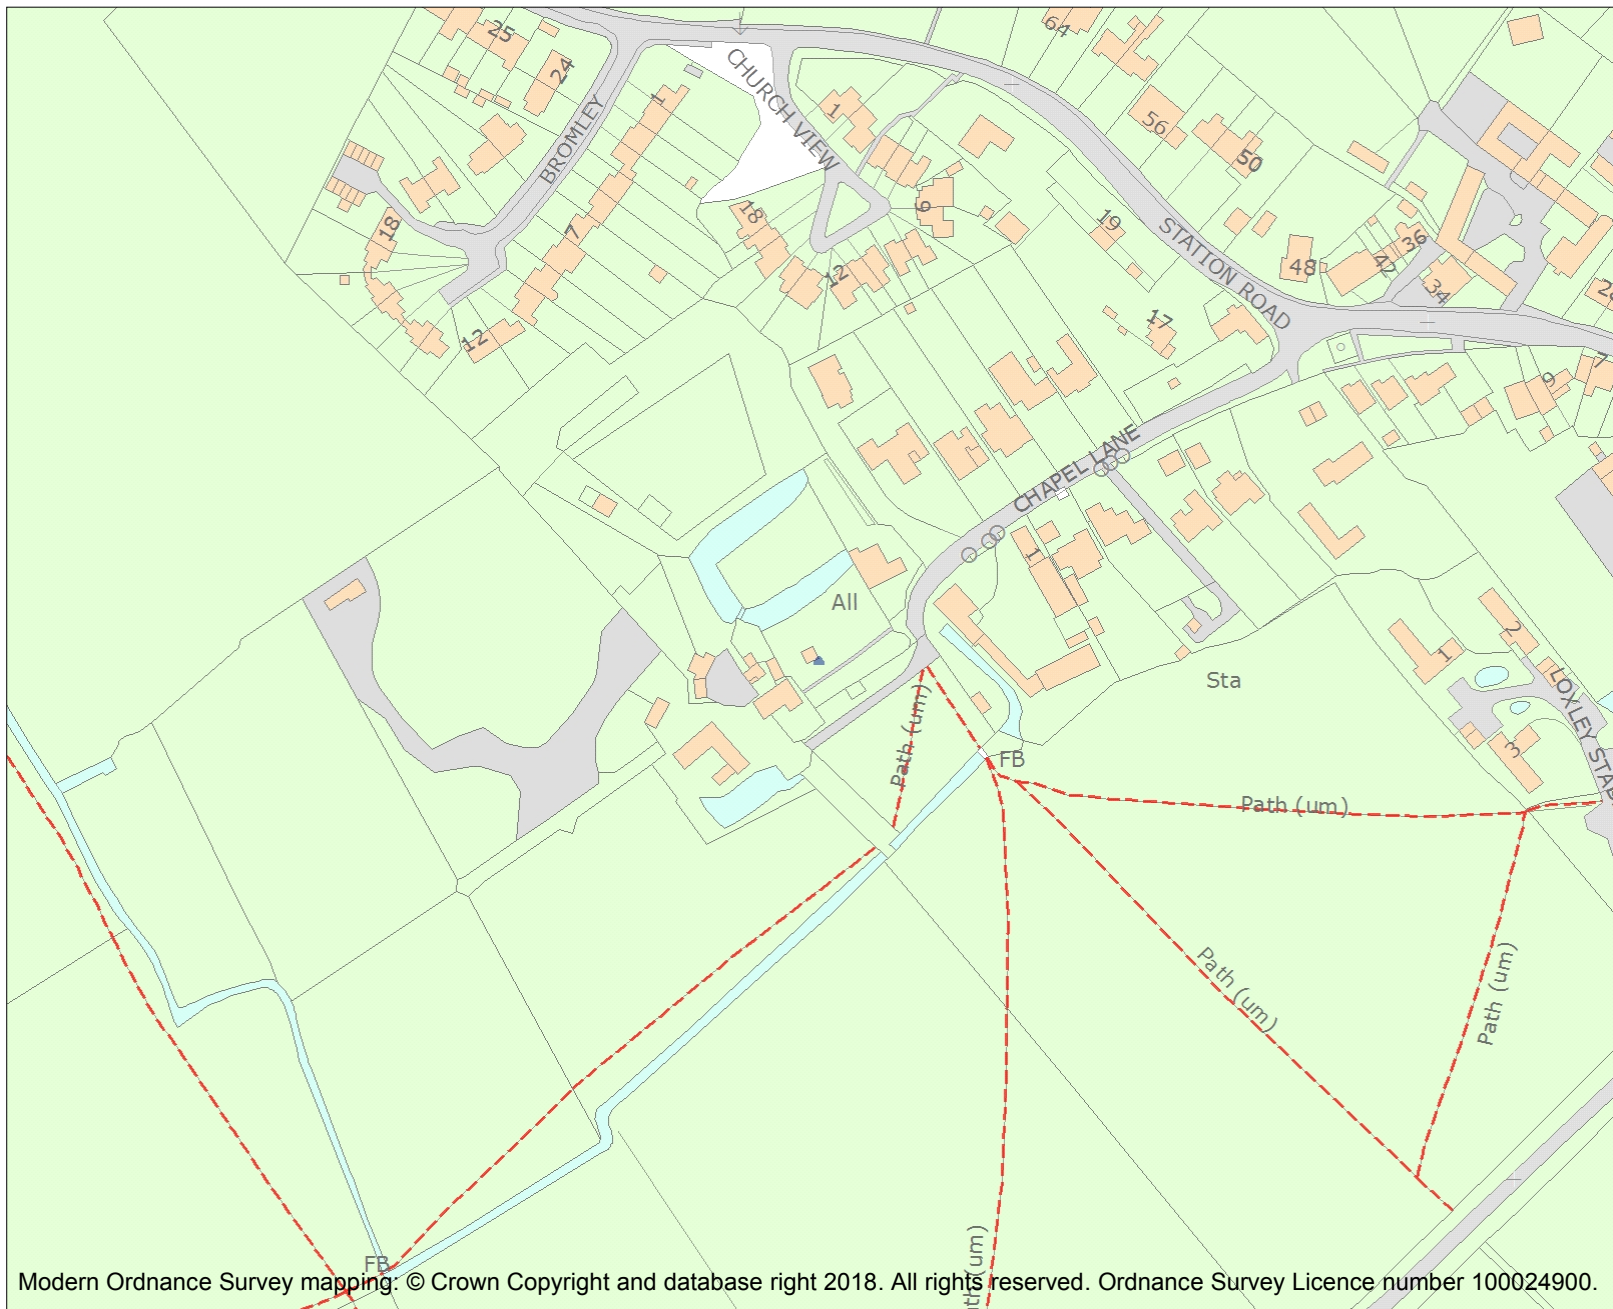 64
25
24
CHURCH VIEW
1
1
56
BROMLEY
50
18
9
19
STATION ROAD
36
18
7
42
48
12
34
17
12
7
9
CHAPEL LANE
1
All
2
1
Sta
LOXLEY STAB
Path (um)
FB
3
Path (um)
Path (um)
Path (um)
FB
th (um)
Modern Ordnance Survey mapping: © Crown Copyright and database right 2018. All rights reserved. Ordnance Survey Licence number 100024900.